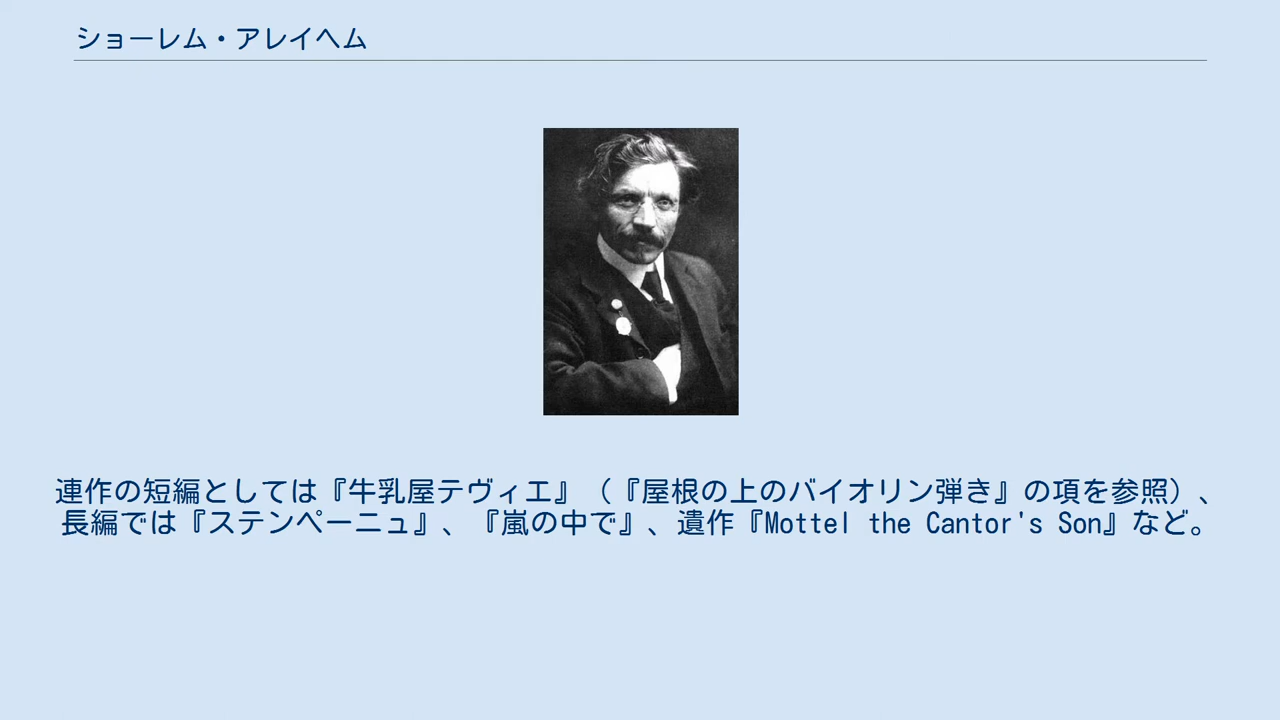 ショーレム・アレイヘム
連作の短編としては『牛乳屋テヴィエ』（『屋根の上のバイオリン弾き』の項を参照）、
長編では『ステンペーニュ』、『嵐の中で』、遺作『Mottel the Cantor's Son』など。